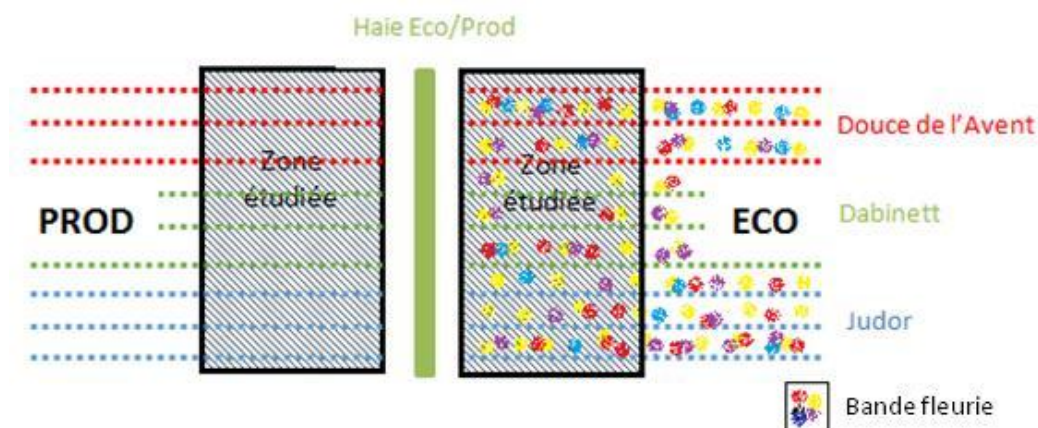 Haie Eco/Prod
Zone
étudiée
Zone
étudiée
PROD
ECO
Douce de l'Avent
Dabinett
Judor
Bande fleurie